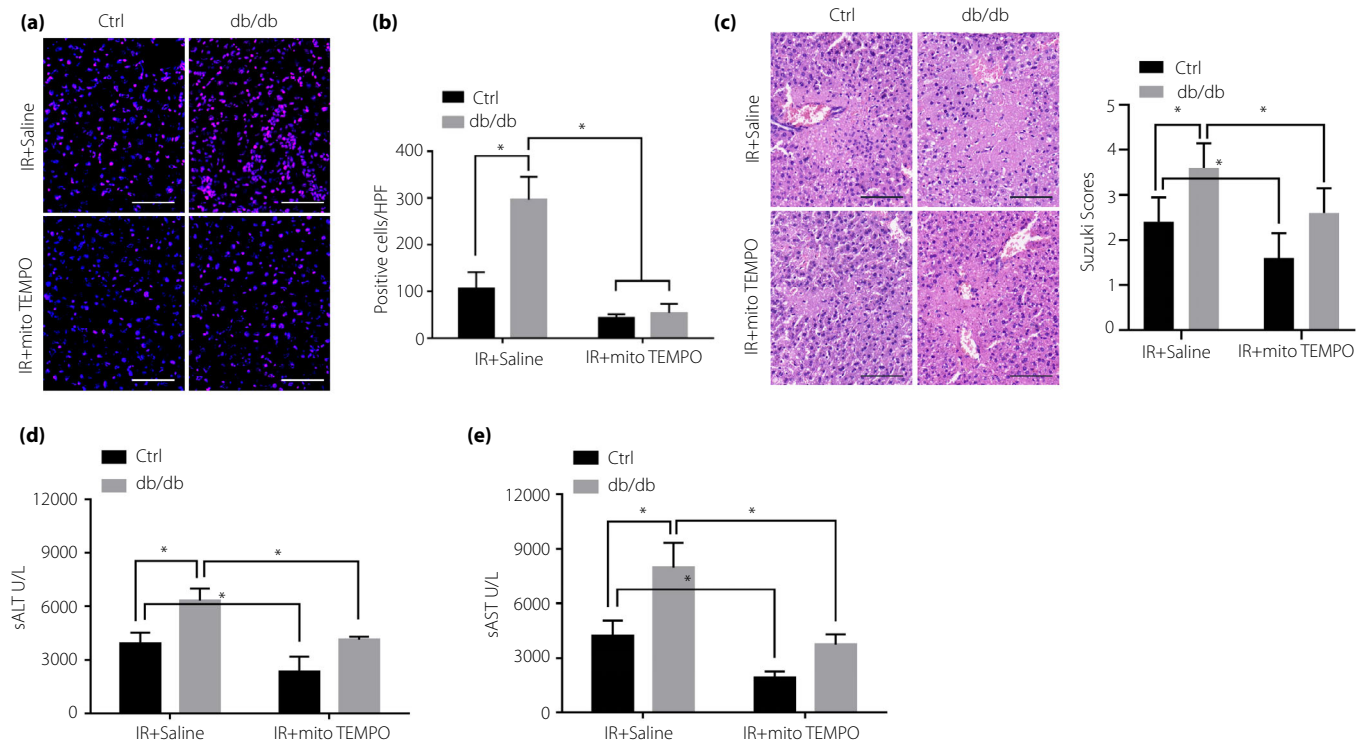 (a)
Ctrl
db/db
IR+Saline
IR+mito TEMPO
(b)
Ctrl
db/db
Positive cells/HPF
400
300
200
100
0
*
*
IR+Saline
IR+mito TEMPO
(c)
Ctrl
db/db
IR+Saline
IR+mito TEMPO
Ctrl
db/db
Suzuki Scores
5
4
3
2
1
0
*
*
*
IR+Saline
IR+mito TEMPO
(d)
Ctrl
db/db
sALT U/L
12000
9000
6000
3000
0
*
*
*
IR+Saline
IR+mito TEMPO
(e)
Ctrl
db/db
sAST U/L
12000
9000
6000
3000
0
*
*
*
IR+Saline
IR+mito TEMPO